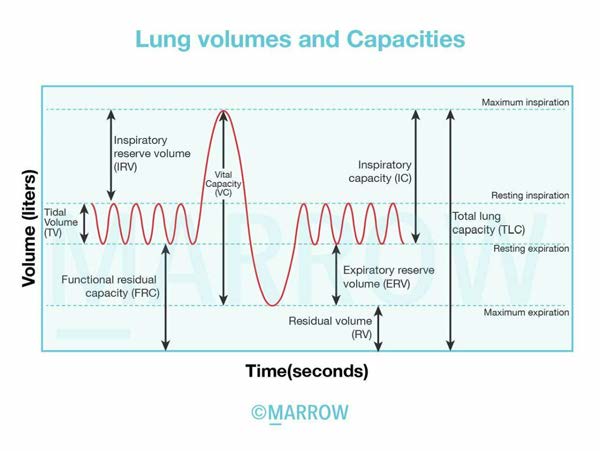 Lung volumes and Capacities
Maximum inspiration
Inspiratory
reserve volume
(IRV)
Vital
Capacity
(VC)
Inspiratory
capacity (IC)
Resting inspiration
Tidal
Volume
(TV)
Total lung
capacity (TLC)
Resting expiration
Functional residual
capacity (FRC)
Expiratory reserve
volume (ERV)
Residual volume
(RV)
Maximum expiration
Volume (liters)
MARROW
Time(seconds)
©MARROW